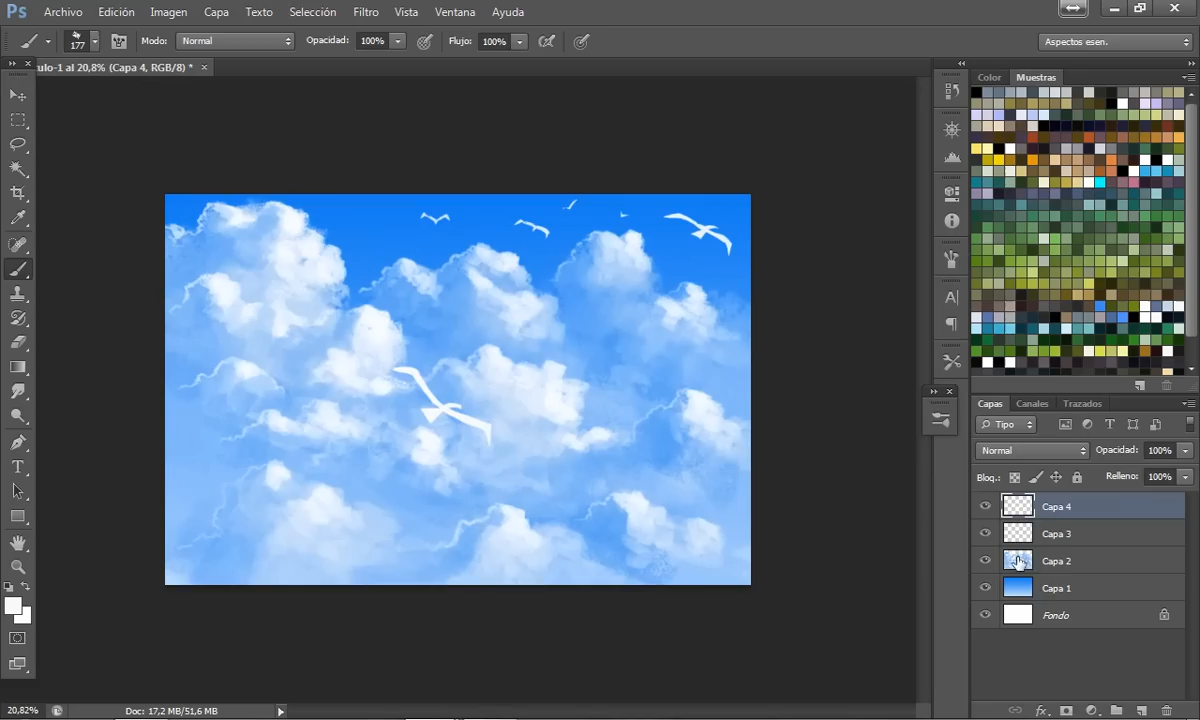 Ps Archivo Edición Imagen Capa Texto Selección Filtro Vista Ventana Ayuda
177 Modo: Normal Opacidad: 100% Flujo: 100% Aspectos esen.
ulo-1 al 20,8% (Capa 4, RGB/8) * ×
Color Muestras
Capas Canales Trazados
Tipo
Normal Opacidad: 100%
Bloq.: Relleno: 100%
Capa 4
Capa 3
Capa 2
Capa 1
Fondo
20,82% Doc: 17,2 MB/51,6 MB